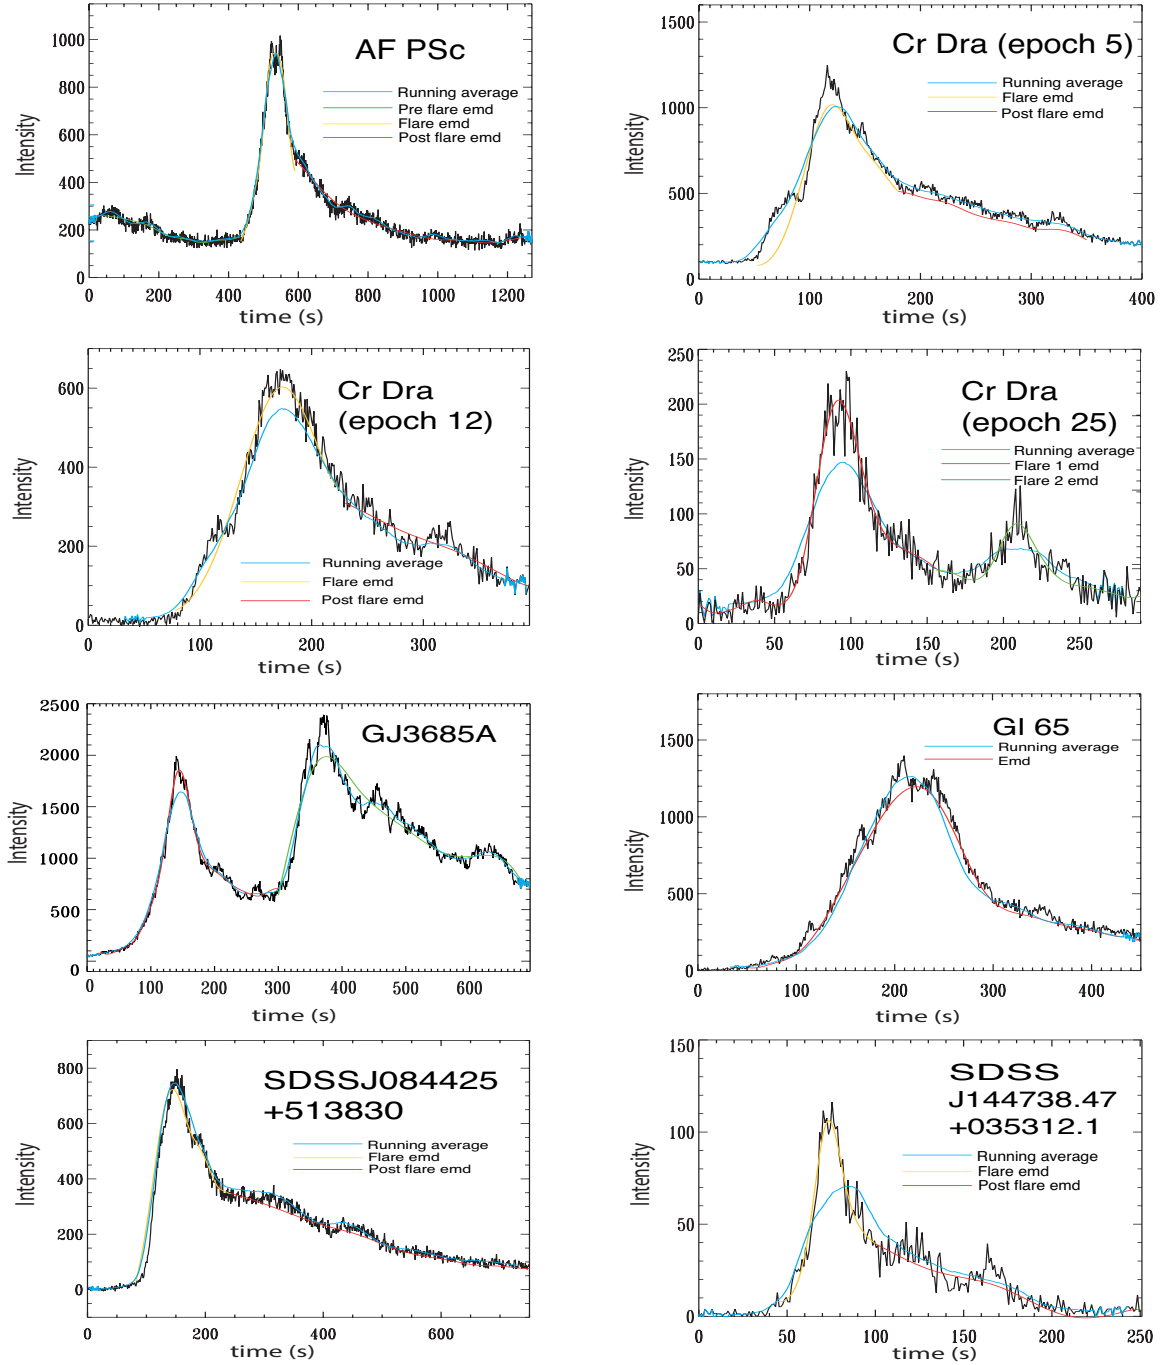 AF PSc
Running average
Pre flare emd
Flare emd
Post flare emd
Intensity
1000
800
600
400
200
0
0 200 400 600 800 1000 1200
time (s)
Cr Dra (epoch 5)
Running average
Flare emd
Post flare emd
Intensity
1500
1000
500
0
0 100 200 300 400
time (s)
Cr Dra
(epoch 12)
Running average
Flare emd
Post flare emd
Intensity
600
400
200
0
0 100 200 300
time (s)
Cr Dra
(epoch 25)
Running average
Flare 1 emd
Flare 2 emd
Intensity
250
200
150
100
50
0
0 50 100 150 200 250
time (s)
GJ3685A
Intensity
2500
2000
1500
1000
500
0
0 100 200 300 400 500 600
time (s)
Gl 65
Running average
Emd
Intensity
1500
1000
500
0
0 100 200 300 400
time (s)
SDSSJ084425
+513830
Running average
Flare emd
Post flare emd
Intensity
800
600
400
200
0
0 200 400 600
time (s)
SDSS
J144738.47
+035312.1
Running average
Flare emd
Post flare emd
Intensity
150
100
50
0
0 50 100 150 200 250
time (s)